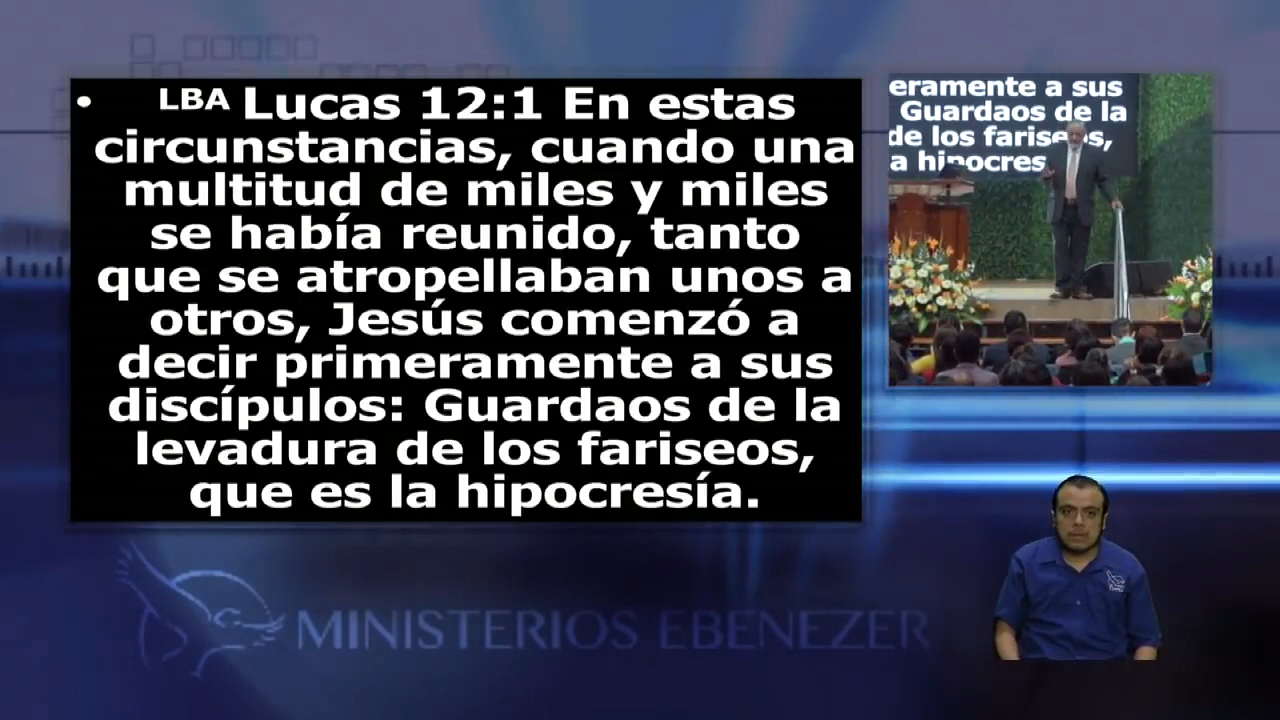 • LBA Lucas 12:1 En estas
circunstancias, cuando una
multitud de miles y miles
se había reunido, tanto
que se atropellaban unos a
otros, Jesús comenzó a
decir primeramente a sus
discípulos: Guardaos de la
levadura de los fariseos,
que es la hipocresía.
eramente a sus
Guardaos de la
de los fariseos,
a hipocres
MINISTERIOS EBENEZER